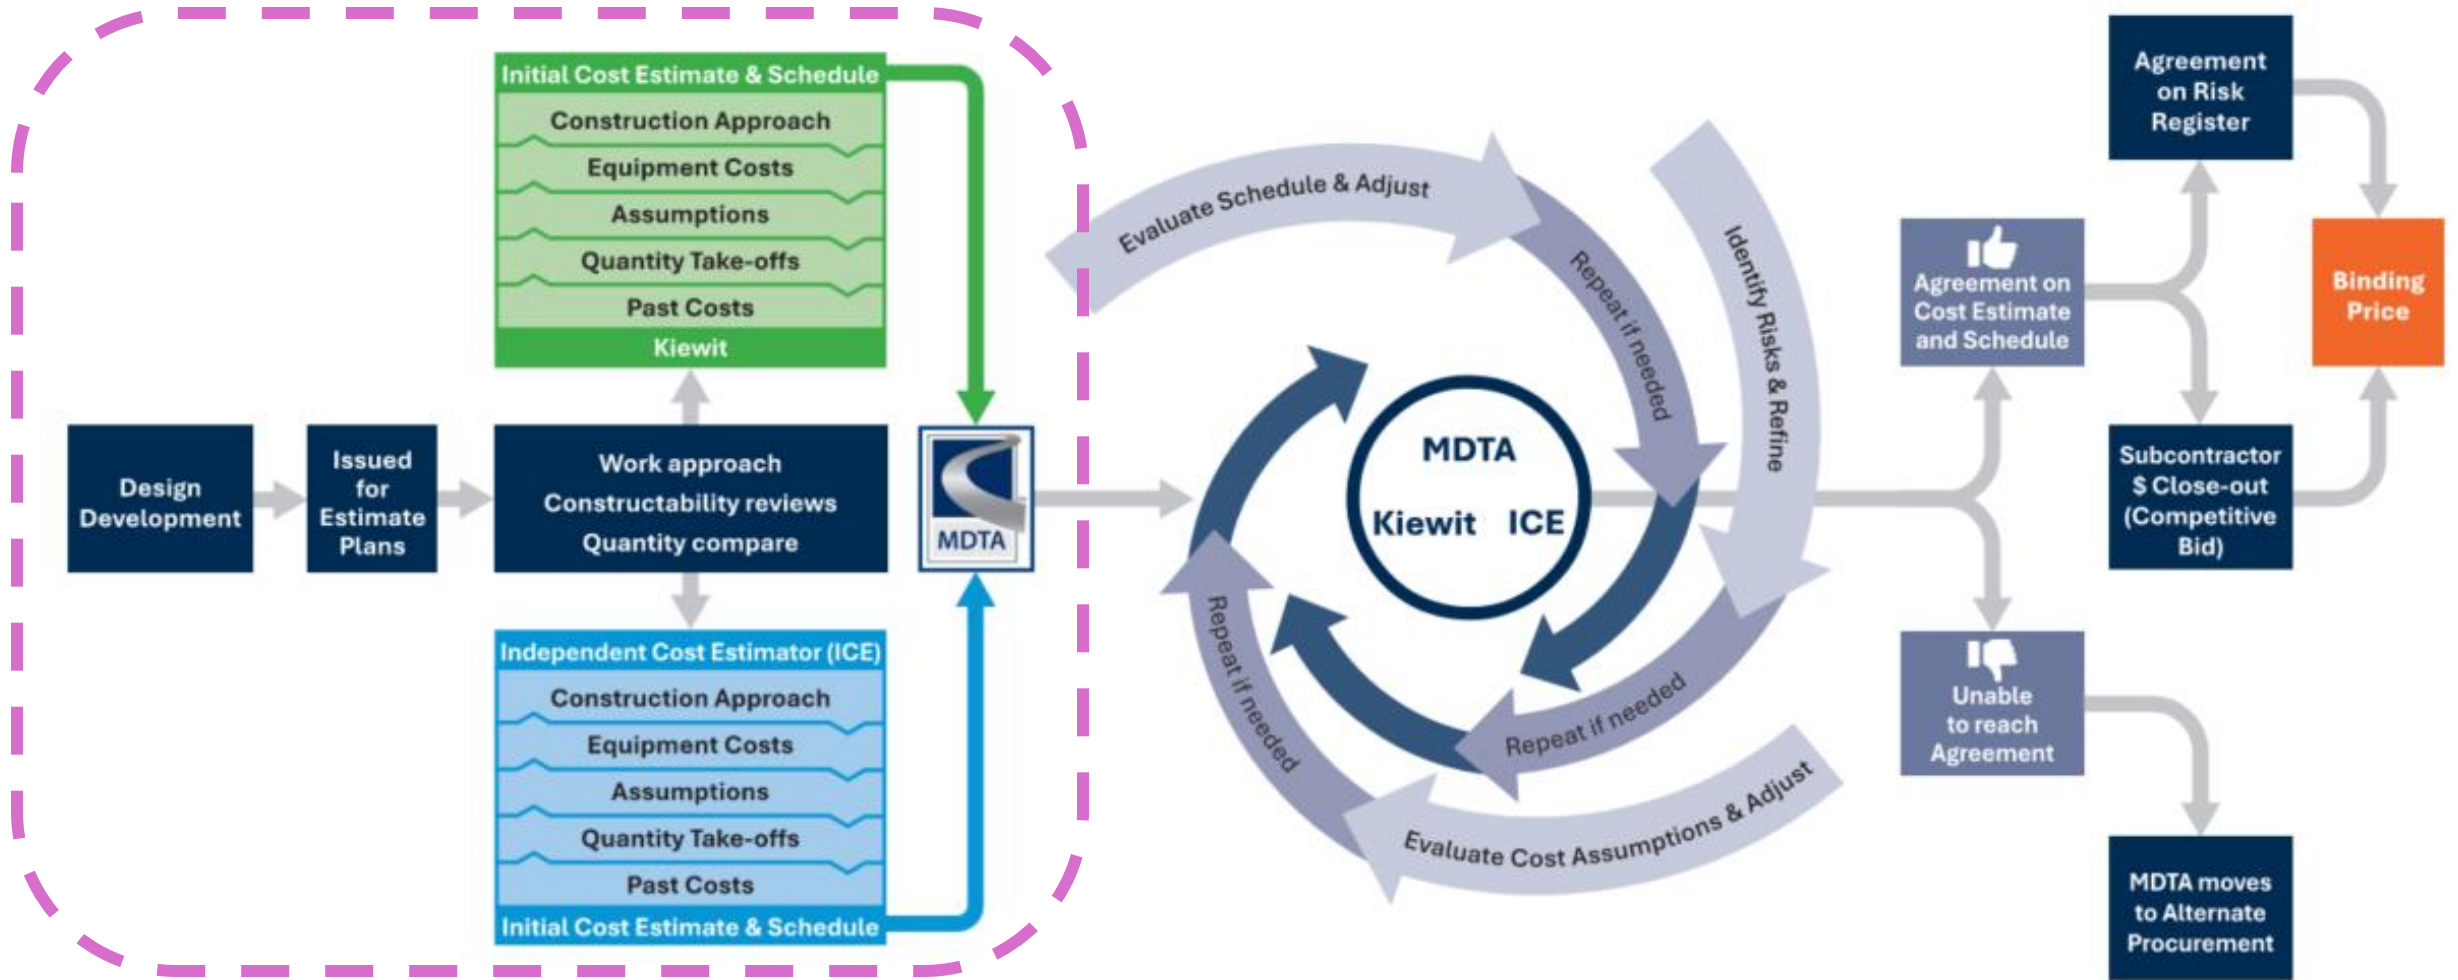 Design
Development
Issued
for
Estimate
Plans
Initial Cost Estimate & Schedule
Construction Approach
Equipment Costs
Assumptions
Quantity Take-offs
Past Costs
Kiewit
Work approach
Constructability reviews
Quantity compare
Independent Cost Estimator (ICE)
Construction Approach
Equipment Costs
Assumptions
Quantity Take-offs
Past Costs
Initial Cost Estimate & Schedule
MDTA
Evaluate Schedule & Adjust
Repeat if needed
Identify Risks & Refine
Repeat if needed
Evaluate Cost Assumptions & Adjust
Repeat if needed
MDTA
Kiewit ICE
Agreement on
Cost Estimate
and Schedule
Unable
to reach
Agreement
Agreement
on Risk
Register
Subcontractor
$ Close-out
(Competitive
Bid)
Binding
Price
MDTA moves
to Alternate
Procurement